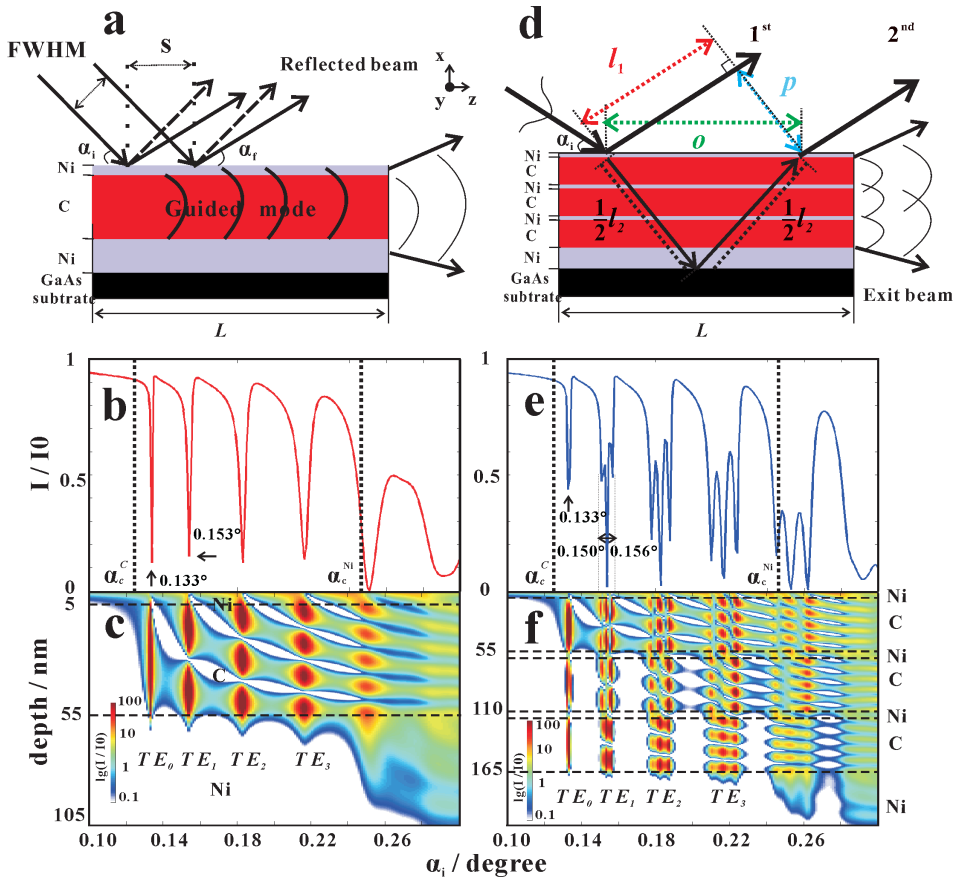 a
FWHM
S
Reflected beam
x
y
z
αi
αf
Ni
C
Guided mode
Ni
GaAs
subtrate
L
d
1st
2nd
l1
p
o
αi
Ni
C
Ni
C
Ni
C
Ni
GaAs
subtrate
1/2 l2
1/2 l2
Exit beam
L
1
b
I / I0
0.5
0.153°
αcC
0.133°
αcNi
0
1
e
0.5
0.133°
0.150°
0.156°
αcC
αcNi
0
5
Ni
c
C
depth / nm
55
100
10
1
0.1
lg(I / I0)
TE0
TE1
TE2
TE3
Ni
105
0.10
0.14
0.18
0.22
0.26
f
Ni
C
55
Ni
C
110
Ni
100
10
1
0.1
lg(I / I0)
C
165
TE0
TE1
TE2
TE3
Ni
0.10
0.14
0.18
0.22
0.26
αi / degree